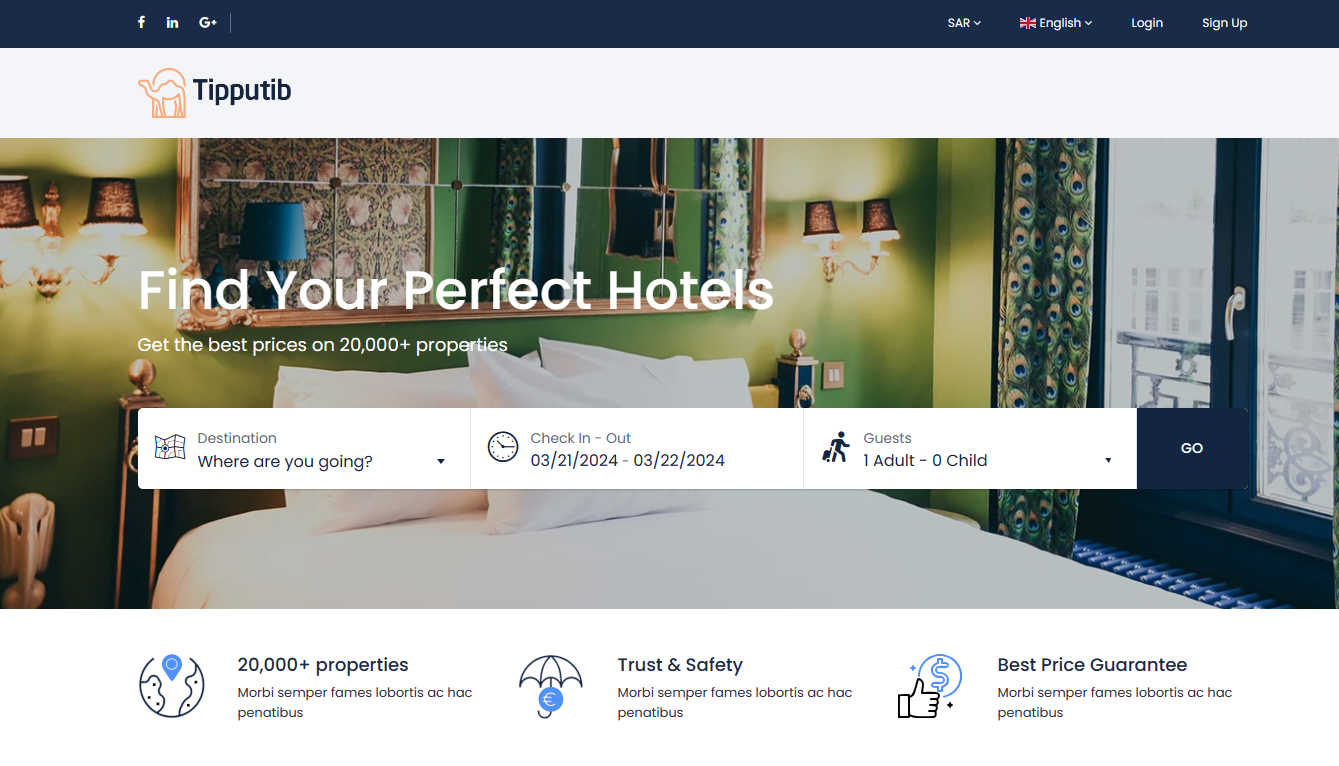 SAR English Login Sign Up
Tipputib
Find Your Perfect Hotels
Get the best prices on 20,000+ properties
Destination
Where are you going?
Check In - Out
03/21/2024 - 03/22/2024
Guests
1 Adult - 0 Child
GO
20,000+ properties
Morbi semper fames lobortis ac hac
penatibus
Trust & Safety
Morbi semper fames lobortis ac hac
penatibus
Best Price Guarantee
Morbi semper fames lobortis ac hac
penatibus